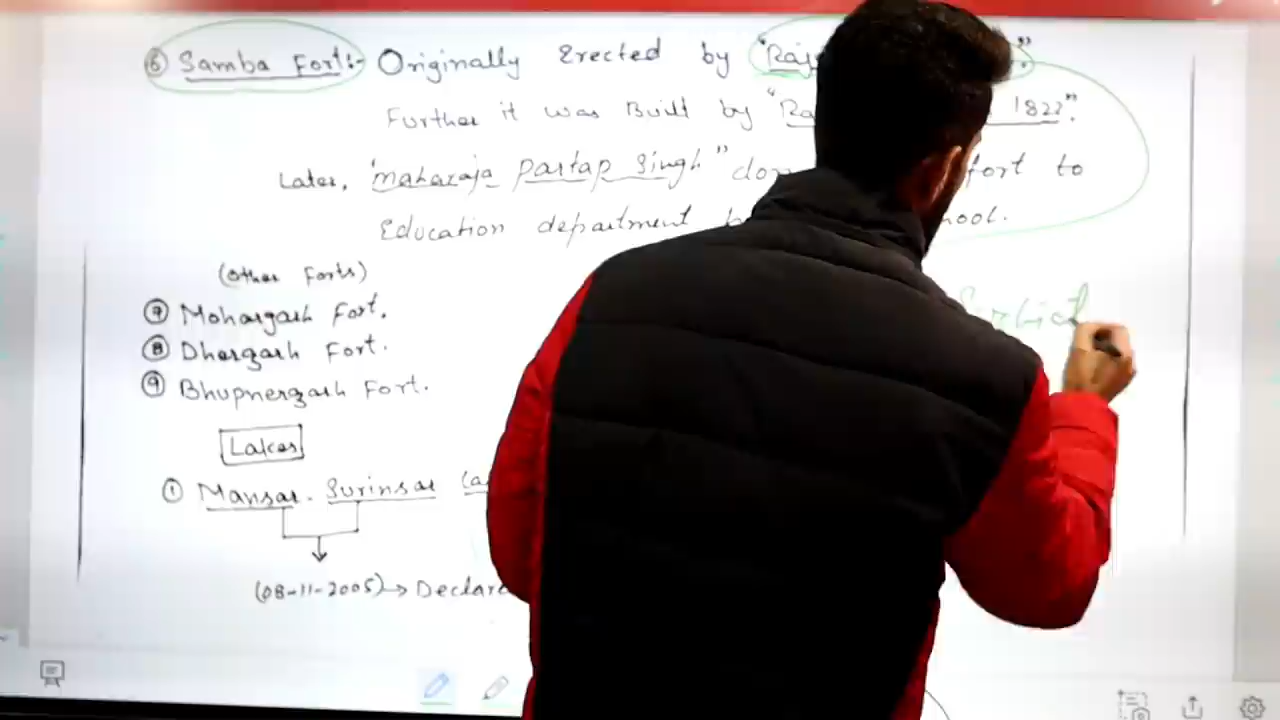 ⑥ Samba Fort:- Originally Erected by "Raj ".
Further it was Built by "Ra 1822".
Later, 'maharaja Partap Singh" don fort to
Education department hool.
(Other Forts)
⑦ Mohargarh Fort.
⑧ Dhergarh Fort.
⑨ Bhupnergarh Fort.
Lakes
① Mansar. Surinsar La
(08-11-2005) → Declare